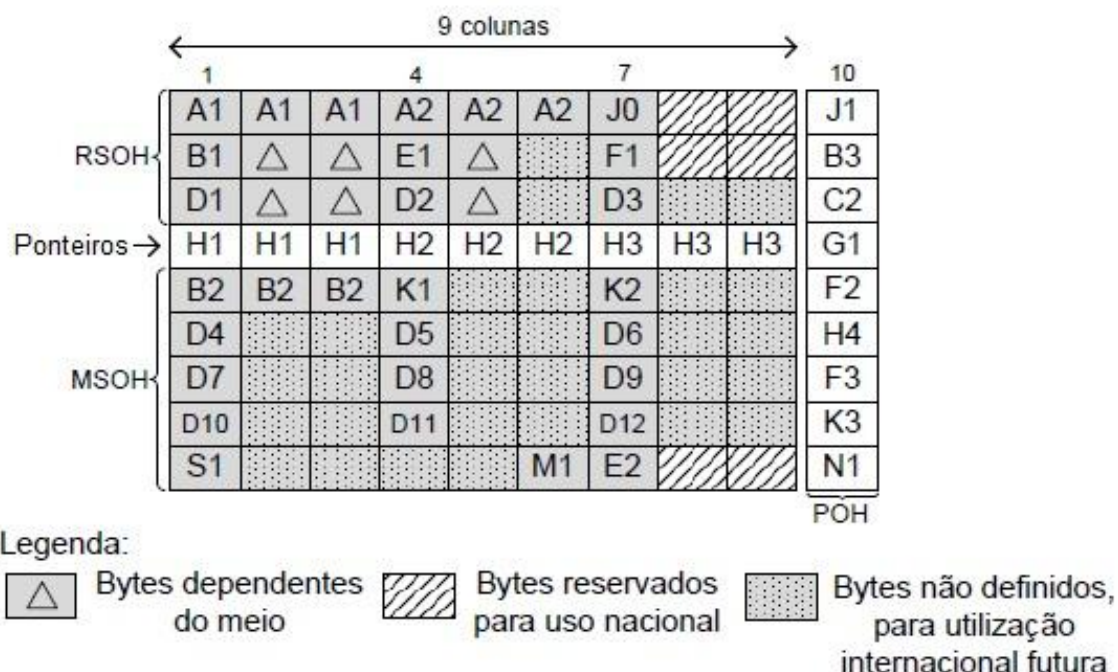 9 colunas
1 4 7 10
A1 A1 A1 A2 A2 A2 J0 J1
RSOH B1 E1 F1 B3
D1 D2 D3 C2
Ponteiros H1 H1 H1 H2 H2 H2 H3 H3 H3 G1
B2 B2 B2 K1 K2 F2
D4 D5 D6 H4
MSOH D7 D8 D9 F3
D10 D11 D12 K3
S1 M1 E2 N1
POH
Legenda:
Bytes dependentes
do meio
Bytes reservados
para uso nacional
Bytes não definidos,
para utilização
internacional futura